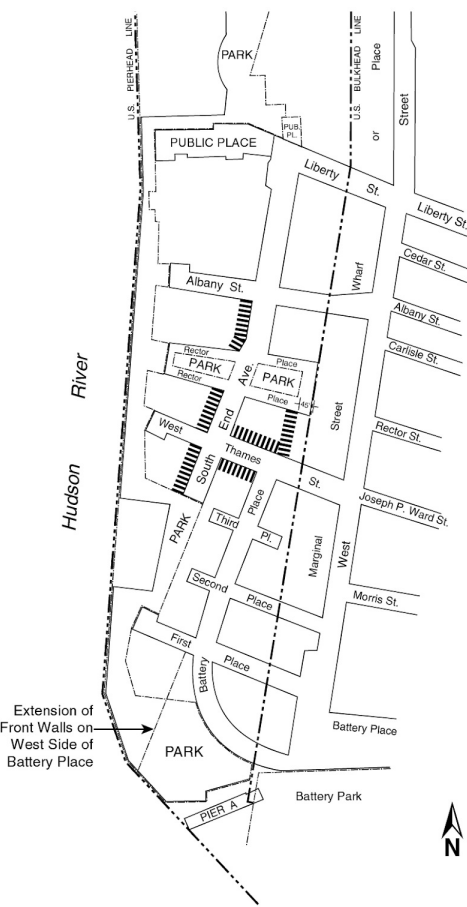 U.S. PIERHEAD LINE
PARK
U.S. BULKHEAD LINE
Place
or
Street
PUB.
PL.
PUBLIC PLACE
Liberty
St.
Liberty St.
Cedar St.
Wharf
Albany St.
Albany St.
Carlisle St.
Rector
Place
PARK
Ave.
PARK
Rector
Place
45'
River
Hudson
West
End
South
Thames
St.
Street
Rector St.
Joseph P. Ward St.
PARK
Place
Third
Pl.
Marginal
West
Second
Place
Morris St.
First
Place
Battery
Battery Place
Extension of
Front Walls on
West Side of
Battery Place
PARK
Battery Park
PIER A
N